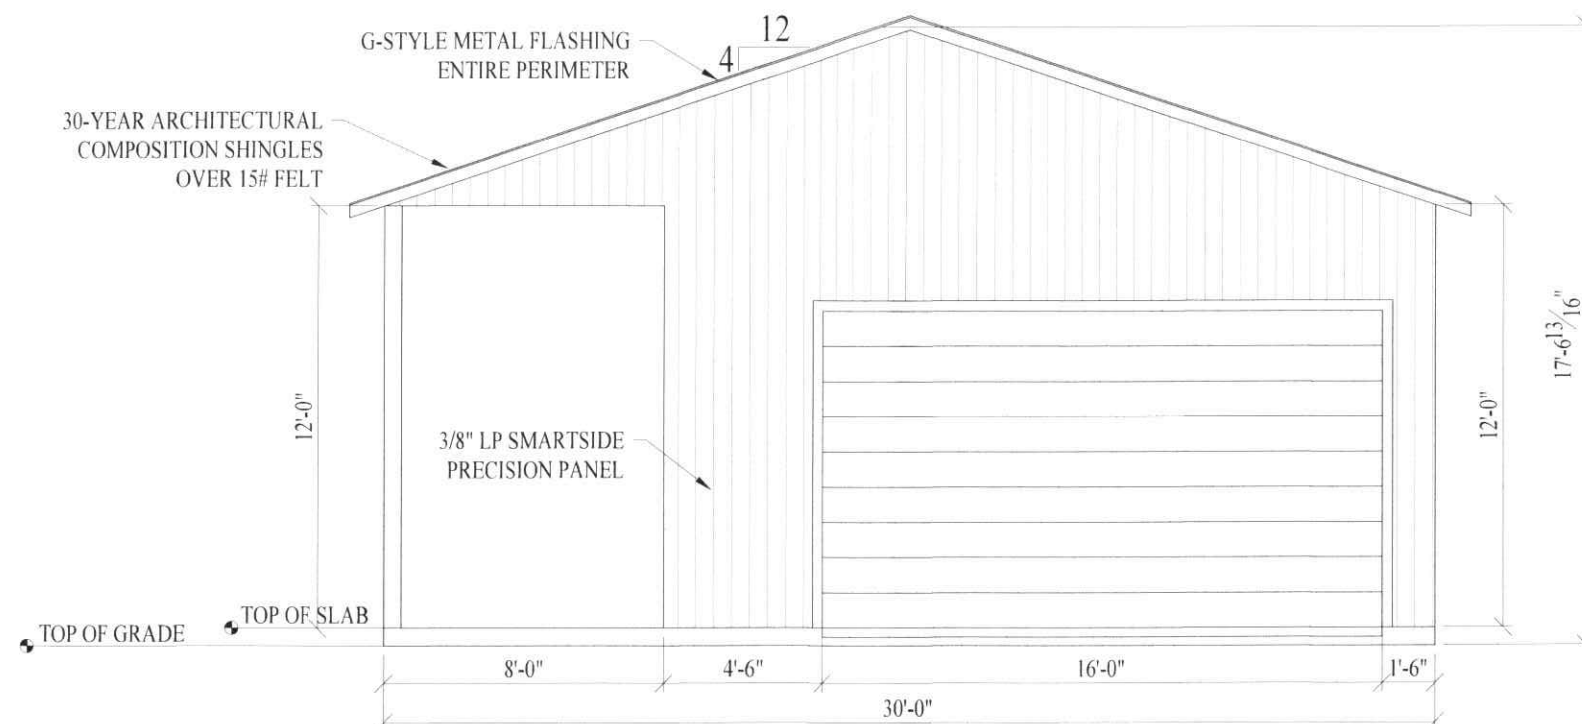 12
G-STYLE METAL FLASHING
4
ENTIRE PERIMETER
30-YEAR ARCHITECTURAL
COMPOSITION SHINGLES
OVER 15# FELT
17'-6 13/16"
12'-0"
12'-0"
3/8" LP SMARTSIDE
PRECISION PANEL
TOP OF SLAB
TOP OF GRADE
8'-0"
4'-6"
16'-0"
1'-6"
30'-0"